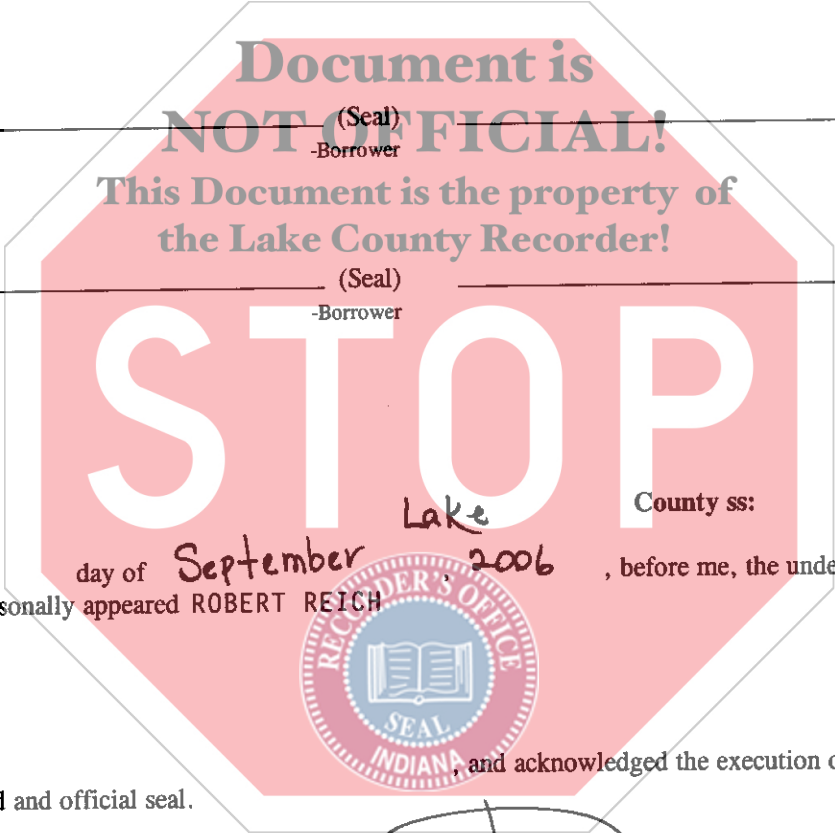 Document is
(Seal)
NOT OFFICIAL!
-Borrower
This Document is the property of
the Lake County Recorder!
(Seal)
-Borrower
STOP
Lake County ss:
day of September , 2006 , before me, the unde
sonally appeared ROBERT REICH
RECORDER'S OFFICE
SEAL
INDIANA
, and acknowledged the execution o
d and official seal.